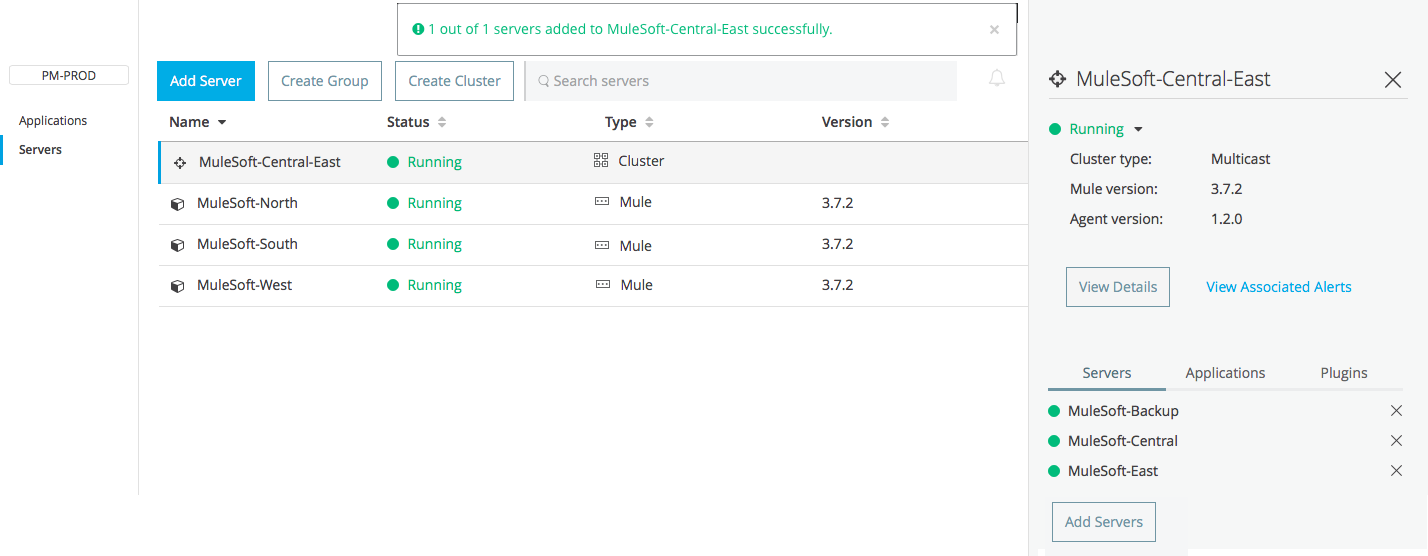 1 out of 1 servers added to MuleSoft-Central-East successfully.
PM-PROD
Applications
Servers
Add Server Create Group Create Cluster Search servers
Name Status Type Version
MuleSoft-Central-East Running Cluster
MuleSoft-North Running Mule 3.7.2
MuleSoft-South Running Mule 3.7.2
MuleSoft-West Running Mule 3.7.2
MuleSoft-Central-East
Running
Cluster type: Multicast
Mule version: 3.7.2
Agent version: 1.2.0
View Details View Associated Alerts
Servers Applications Plugins
MuleSoft-Backup
MuleSoft-Central
MuleSoft-East
Add Servers